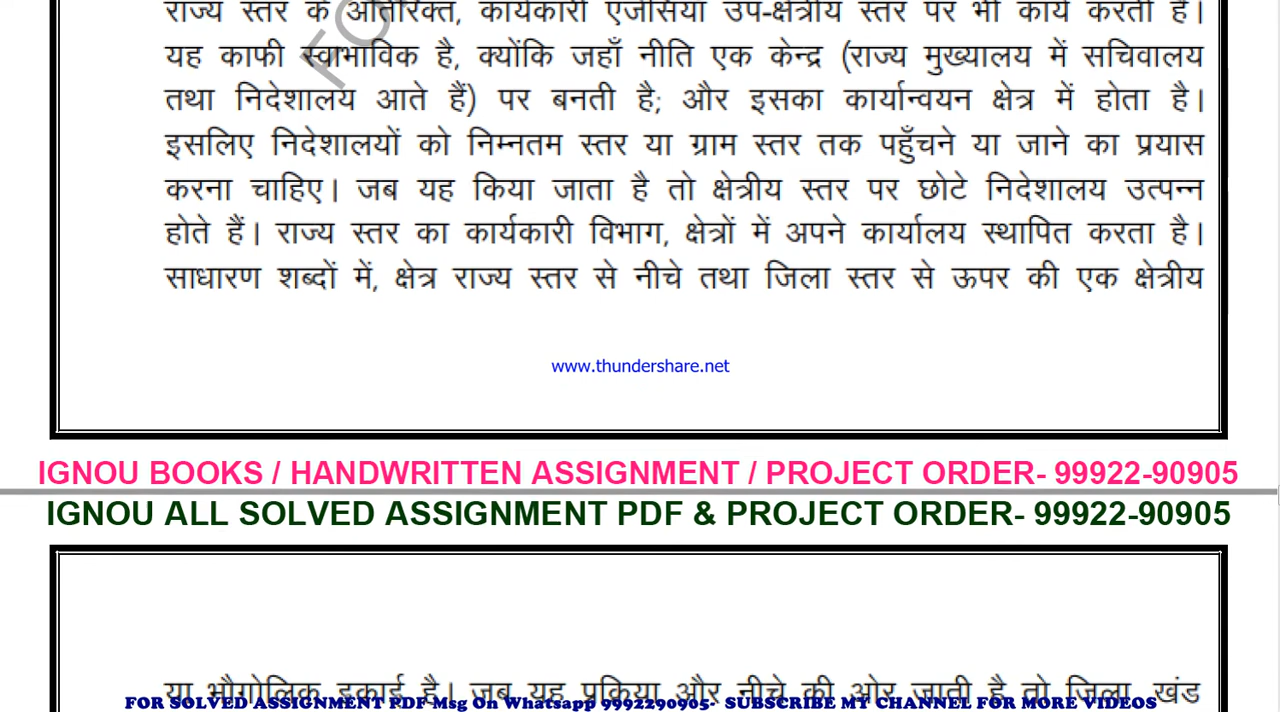 राज्य स्तर के अतिरिक्त, कार्यकारी एजेंसियां उप-क्षेत्रीय स्तर पर भी कार्य करती हैं।
यह काफी स्वाभाविक है, क्योंकि जहाँ नीति एक केन्द्र (राज्य मुख्यालय में सचिवालय
तथा निदेशालय आते हैं) पर बनती है; और इसका कार्यान्वयन क्षेत्र में होता है।
इसलिए निदेशालयों को निम्नतम स्तर या ग्राम स्तर तक पहुँचने या जाने का प्रयास
करना चाहिए। जब यह किया जाता है तो क्षेत्रीय स्तर पर छोटे निदेशालय उत्पन्न
होते हैं। राज्य स्तर का कार्यकारी विभाग, क्षेत्रों में अपने कार्यालय स्थापित करता है।
साधारण शब्दों में, क्षेत्र राज्य स्तर से नीचे तथा जिला स्तर से ऊपर की एक क्षेत्रीय
www.thundershare.net
IGNOU BOOKS / HANDWRITTEN ASSIGNMENT / PROJECT ORDER- 99922-90905
IGNOU ALL SOLVED ASSIGNMENT PDF & PROJECT ORDER- 99922-90905
या भौगोलिक इकाई है। जब यह प्रक्रिया और नीचे की ओर जाती है तो जिला, खंड
FOR SOLVED ASSIGNMENT PDF Msg On Whatsapp 9992290905- SUBSCRIBE MY CHANNEL FOR MORE VIDEOS